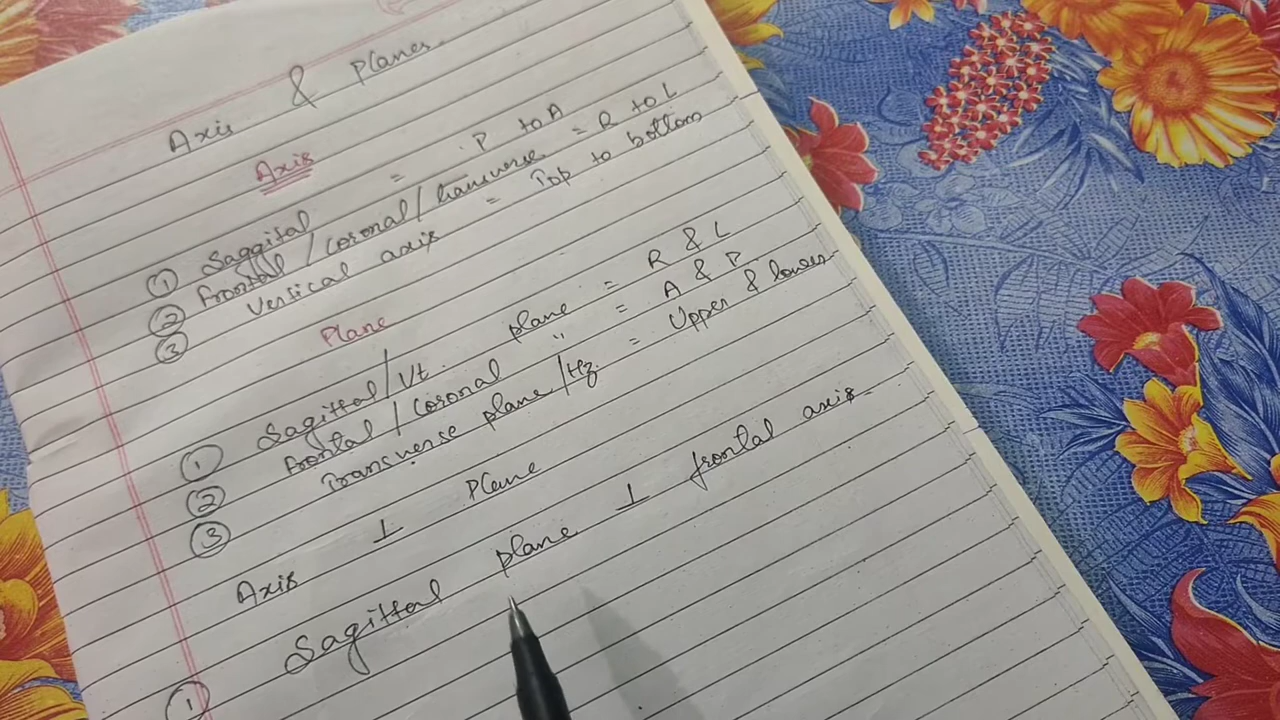 Axis & planes.
Axis
① Saggital = P to A
② frontal / Coronal / transverse = R to L
③ Vertical axis = Top to bottom
Plane
① Sagittal / Vt. plane = R & L
② frontal / Coronal " = A & P
③ Transverse plane / Hz. = Upper & lower
Axis ⊥ Plane
① Sagittal plane ⊥ frontal axis.